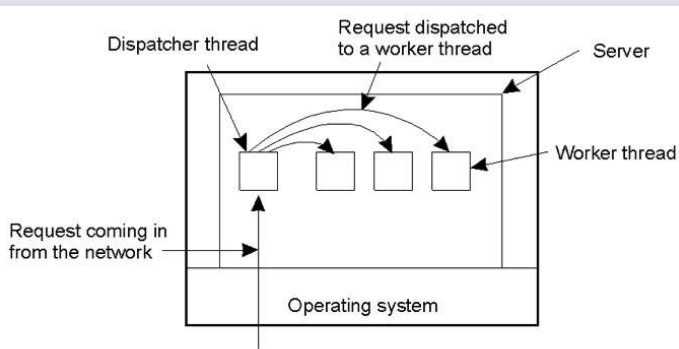 Request dispatched
to a worker thread
Dispatcher thread
Server
Worker thread
Request coming in
from the network
Operating system